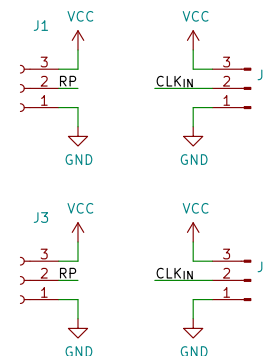 J1 VCC VCC
3 3 J
2 RP CLKIN 2
1 1
GND GND
J3 VCC VCC
3 3 J
2 RP CLKIN 2
1 1
GND GND